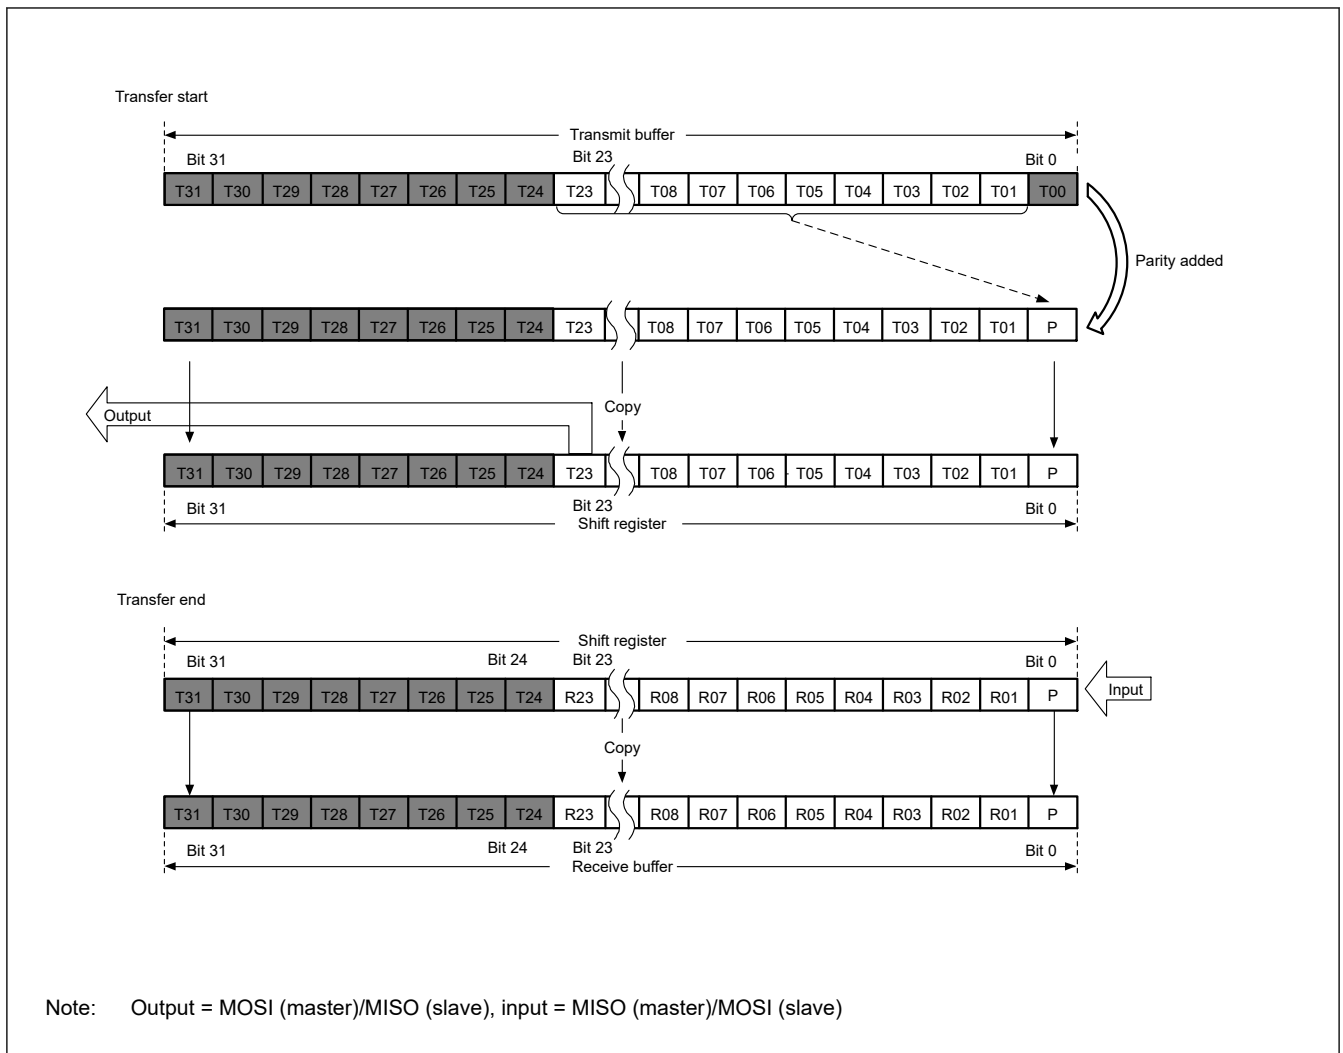 Transfer start
Transmit buffer
Bit 31 Bit 23 Bit 0
T31 T30 T29 T28 T27 T26 T25 T24 T23 T08 T07 T06 T05 T04 T03 T02 T01 T00
Parity added
T31 T30 T29 T28 T27 T26 T25 T24 T23 T08 T07 T06 T05 T04 T03 T02 T01 P
Copy
Output
T31 T30 T29 T28 T27 T26 T25 T24 T23 T08 T07 T06 T05 T04 T03 T02 T01 P
Bit 31 Bit 23 Bit 0
Shift register
Transfer end
Shift register
Bit 31 Bit 24 Bit 23 Bit 0
T31 T30 T29 T28 T27 T26 T25 T24 R23 R08 R07 R06 R05 R04 R03 R02 R01 P
Input
Copy
T31 T30 T29 T28 T27 T26 T25 T24 R23 R08 R07 R06 R05 R04 R03 R02 R01 P
Bit 31 Bit 24 Bit 23 Bit 0
Receive buffer
Note: Output = MOSI (master)/MISO (slave), input = MISO (master)/MOSI (slave)